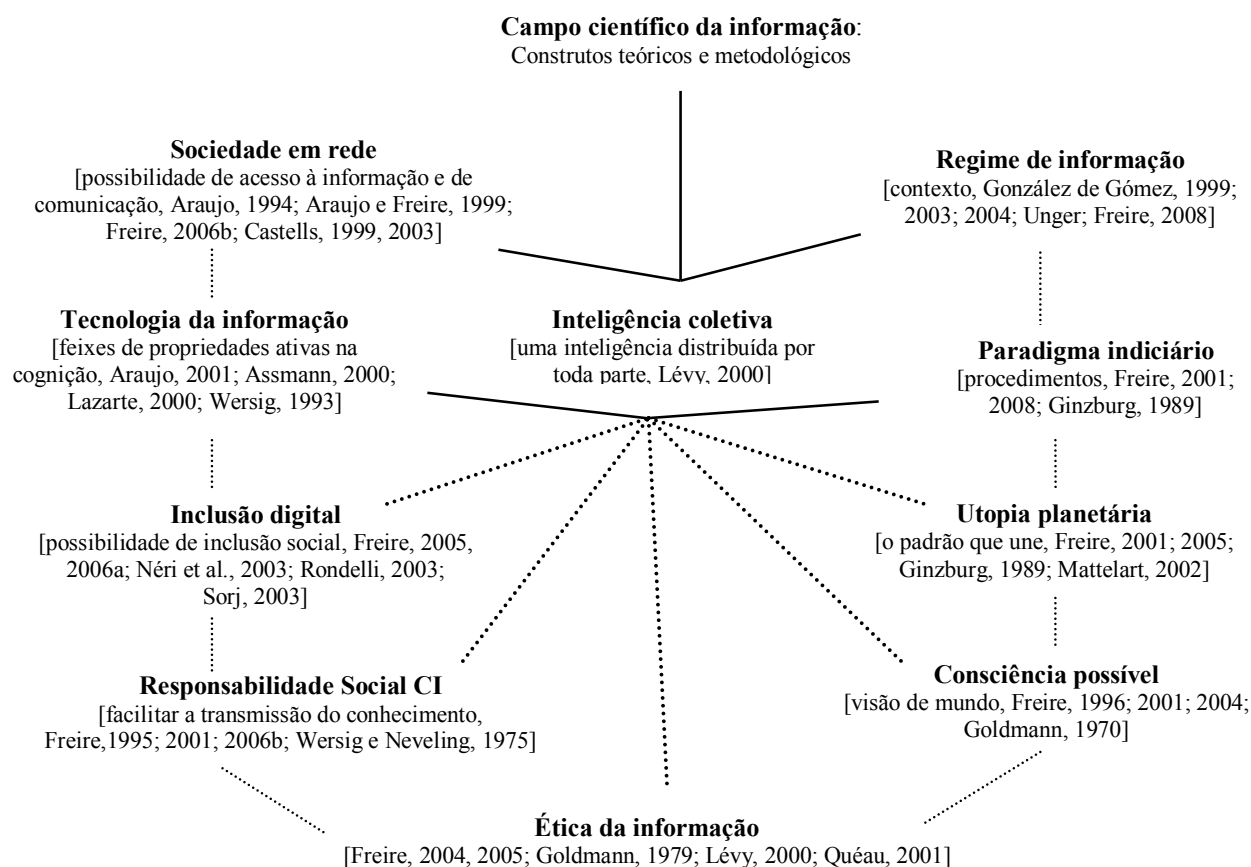 Campo científico da informação:
Construtos teóricos e metodológicos
Sociedade em rede
[possibilidade de acesso à informação e de
comunicação, Araujo, 1994; Araujo e Freire, 1999;
Freire, 2006b; Castells, 1999, 2003]
Regime de informação
[contexto, González de Gómez, 1999;
2003; 2004; Unger; Freire, 2008]
Tecnologia da informação
[feixes de propriedades ativas na
cognição, Araujo, 2001; Assmann, 2000;
Lazarte, 2000; Wersig, 1993]
Inteligência coletiva
[uma inteligência distribuída por
toda parte, Lévy, 2000]
Paradigma indiciário
[procedimentos, Freire, 2001;
2008; Ginzburg, 1989]
Inclusão digital
[possibilidade de inclusão social, Freire, 2005,
2006a; Néri et al., 2003; Rondelli, 2003;
Sorj, 2003]
Utopia planetária
[o padrão que une, Freire, 2001; 2005;
Ginzburg, 1989; Mattelart, 2002]
Responsabilidade Social CI
[facilitar a transmissão do conhecimento,
Freire,1995; 2001; 2006b; Wersig e Neveling, 1975]
Consciência possível
[visão de mundo, Freire, 1996; 2001; 2004;
Goldmann, 1970]
Ética da informação
[Freire, 2004, 2005; Goldmann, 1979; Lévy, 2000; Quéau, 2001]